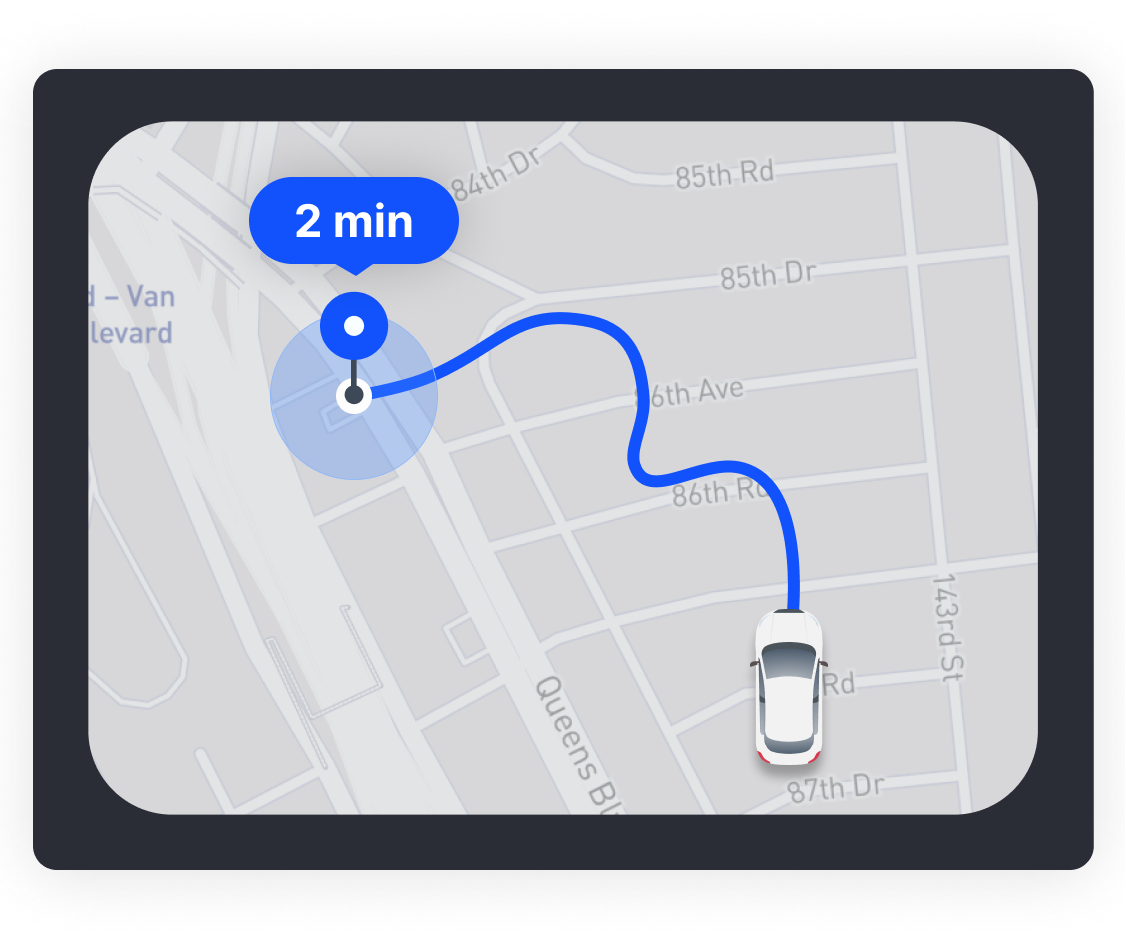 84th Dr
85th Rd
2 min
85th Dr
d – Van
levard
86th Ave
86th Rd
143rd St
Rd
Queens Bl
87th Dr